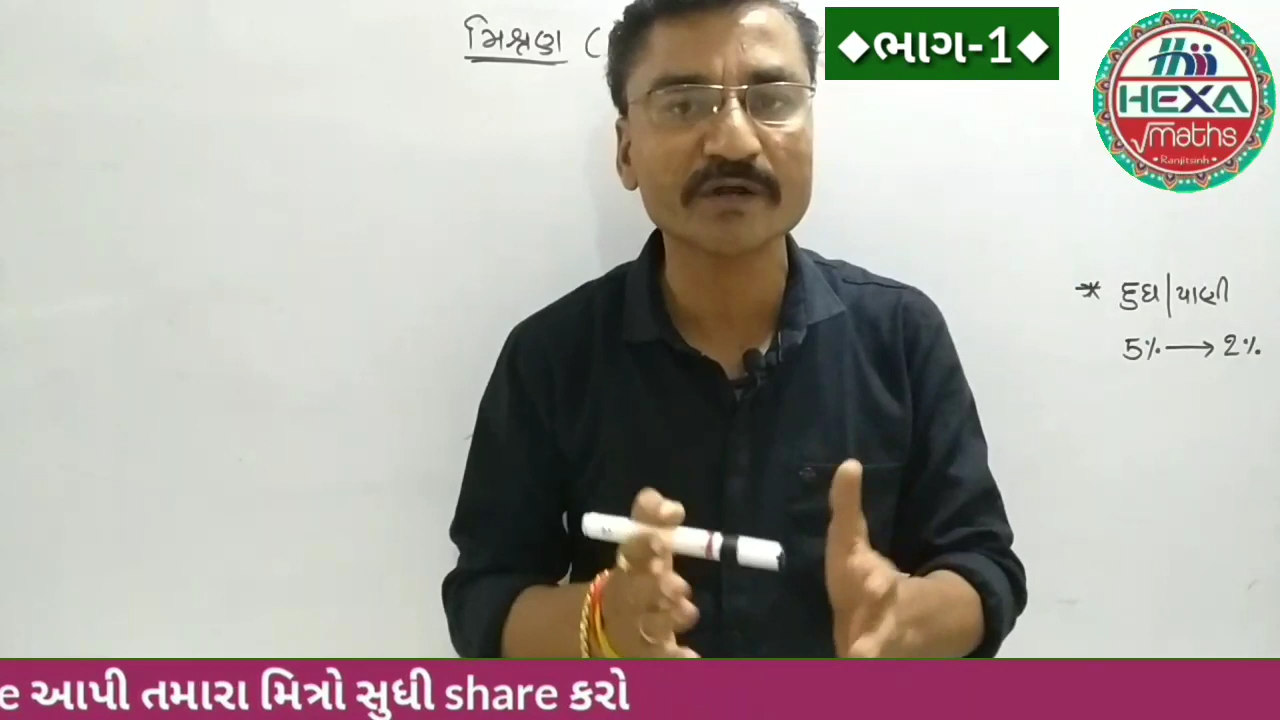 મિશ્રણ (
◆ભાગ-1◆
HEXA
√maths
• Ranjitsinh •
* દુધ/પાણી
5% → 2%
e આપી તમારા મિત્રો સુધી share કરો